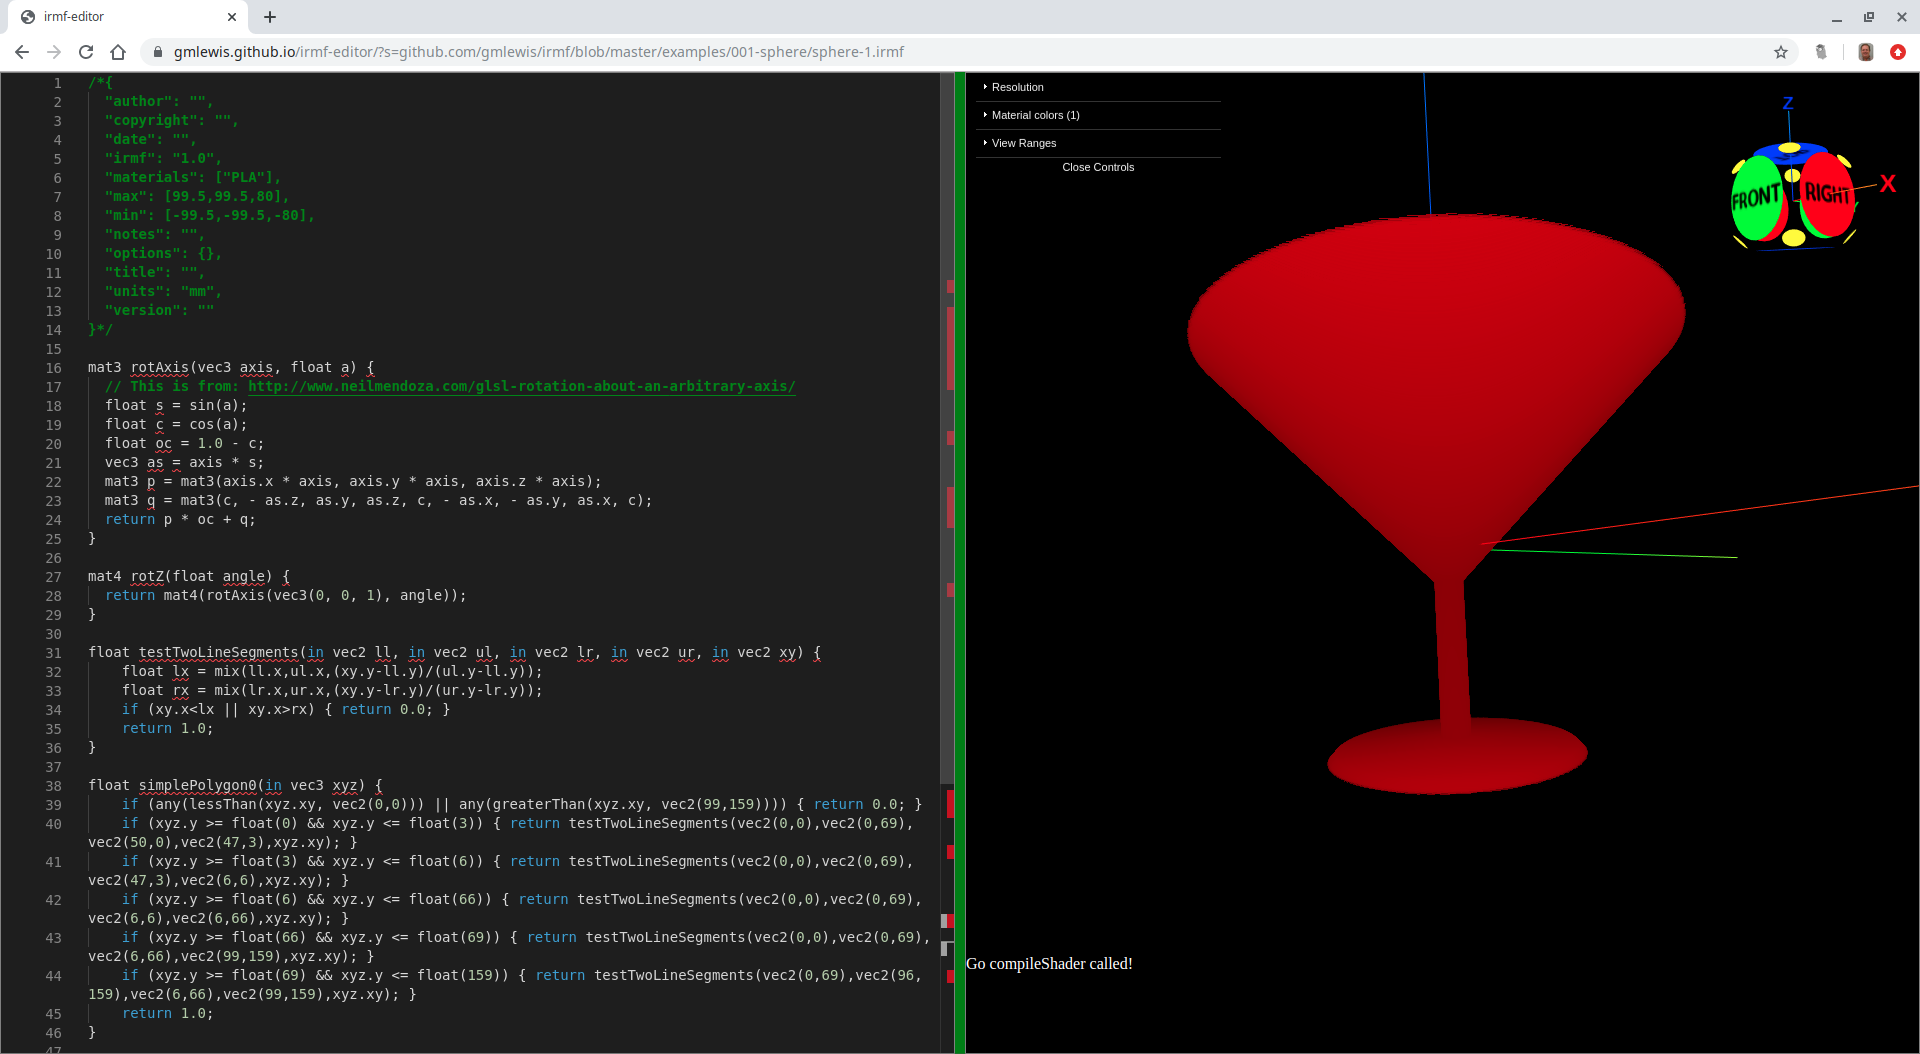 irmf-editor
gmlewis.github.io/irmf-editor/?s=github.com/gmlewis/irmf/blob/master/examples/001-sphere/sphere-1.irmf
1 /*{
2 "author": "",
3 "copyright": "",
4 "date": "",
5 "irmf": "1.0",
6 "materials": ["PLA"],
7 "max": [99.5,99.5,80],
8 "min": [-99.5,-99.5,-80],
9 "notes": "",
10 "options": {},
11 "title": "",
12 "units": "mm",
13 "version": ""
14 }*/
15
16 mat3 rotAxis(vec3 axis, float a) {
17 // This is from: http://www.neilmendoza.com/glsl-rotation-about-an-arbitrary-axis/
18 float s = sin(a);
19 float c = cos(a);
20 float oc = 1.0 - c;
21 vec3 as = axis * s;
22 mat3 p = mat3(axis.x * axis, axis.y * axis, axis.z * axis);
23 mat3 q = mat3(c, - as.z, as.y, as.z, c, - as.x, - as.y, as.x, c);
24 return p * oc + q;
25 }
26
27 mat4 rotZ(float angle) {
28 return mat4(rotAxis(vec3(0, 0, 1), angle));
29 }
30
31 float testTwoLineSegments(in vec2 ll, in vec2 ul, in vec2 lr, in vec2 ur, in vec2 xy) {
32 float lx = mix(ll.x,ul.x,(xy.y-ll.y)/(ul.y-ll.y));
33 float rx = mix(lr.x,ur.x,(xy.y-lr.y)/(ur.y-lr.y));
34 if (xy.x<lx || xy.x>rx) { return 0.0; }
35 return 1.0;
36 }
37
38 float simplePolygon0(in vec3 xyz) {
39 if (any(lessThan(xyz.xy, vec2(0,0))) || any(greaterThan(xyz.xy, vec2(99,159)))) { return 0.0; }
40 if (xyz.y >= float(0) && xyz.y <= float(3)) { return testTwoLineSegments(vec2(0,0),vec2(0,69),
vec2(50,0),vec2(47,3),xyz.xy); }
41 if (xyz.y >= float(3) && xyz.y <= float(6)) { return testTwoLineSegments(vec2(0,0),vec2(0,69),
vec2(47,3),vec2(6,6),xyz.xy); }
42 if (xyz.y >= float(6) && xyz.y <= float(66)) { return testTwoLineSegments(vec2(0,0),vec2(0,69),
vec2(6,6),vec2(6,66),xyz.xy); }
43 if (xyz.y >= float(66) && xyz.y <= float(69)) { return testTwoLineSegments(vec2(0,0),vec2(0,69),
vec2(6,66),vec2(99,159),xyz.xy); }
44 if (xyz.y >= float(69) && xyz.y <= float(159)) { return testTwoLineSegments(vec2(0,69),vec2(96,
159),vec2(6,66),vec2(99,159),xyz.xy); }
45 return 1.0;
46 }
47
Resolution
Material colors (1)
View Ranges
Close Controls
Z
FRONT
RIGHT
X
Go compileShader called!